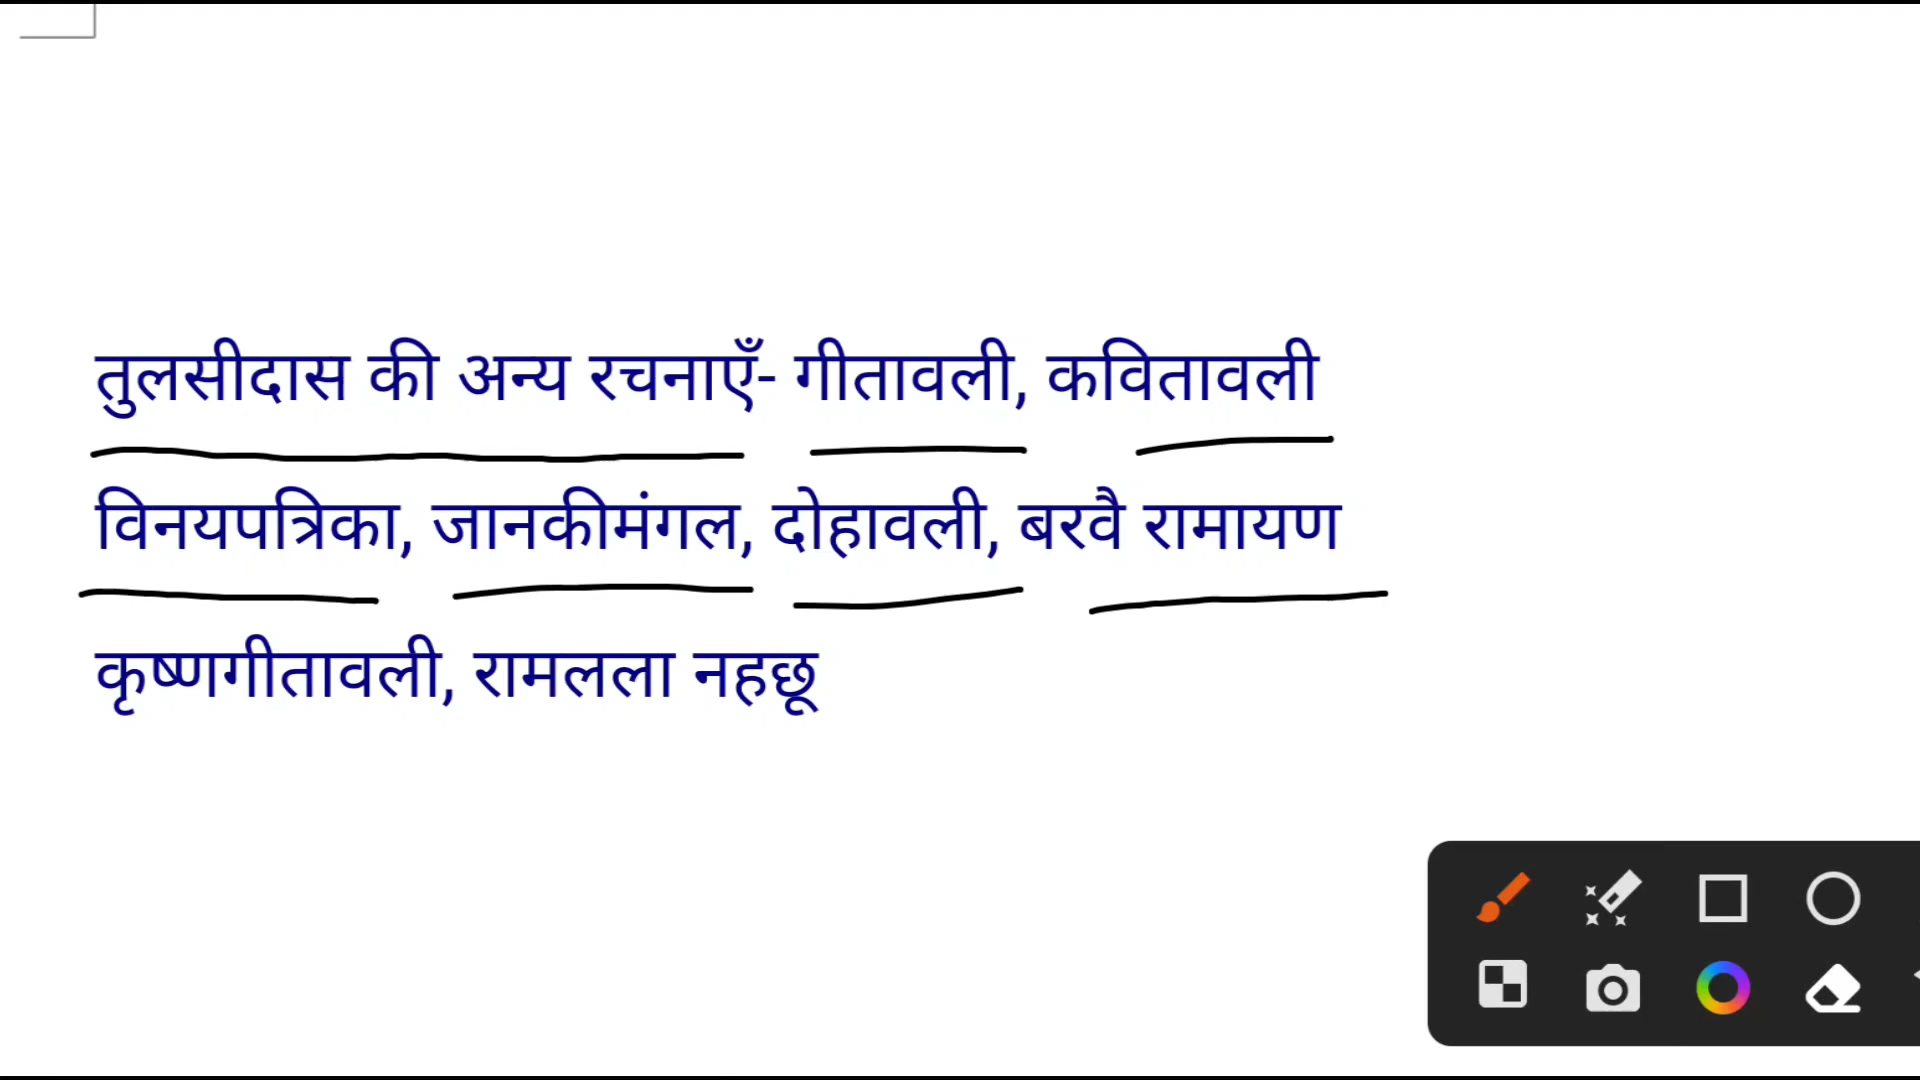 तुलसीदास की अन्य रचनाएँ- गीतावली, कवितावली
विनयपत्रिका, जानकीमंगल, दोहावली, बरवै रामायण
कृष्णगीतावली, रामलला नहछू